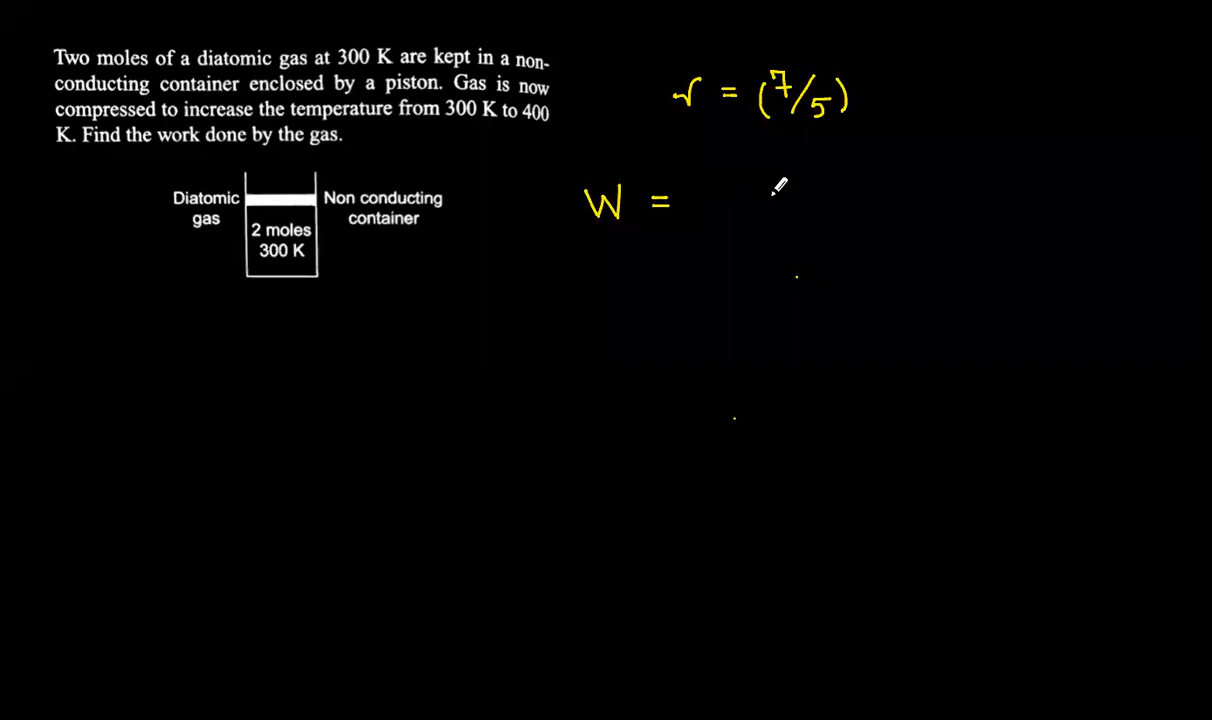 Two moles of a diatomic gas at 300 K are kept in a non-
conducting container enclosed by a piston. Gas is now
compressed to increase the temperature from 300 K to 400
K. Find the work done by the gas.
Diatomic
gas
2 moles
300 K
Non conducting
container
γ = (7/5)
W =